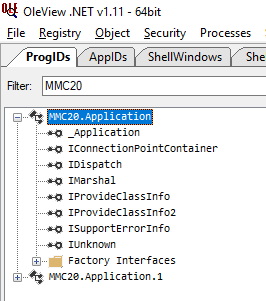 OleView .NET v1.11 - 64bit
File Registry Object Security Processes
ProgIDs AppIDs ShellWindows She
Filter: MMC20
MMC20.Application
_Application
IConnectionPointContainer
IDispatch
IMarshal
IProvideClassInfo
IProvideClassInfo2
ISupportErrorInfo
IUnknown
Factory Interfaces
MMC20.Application.1